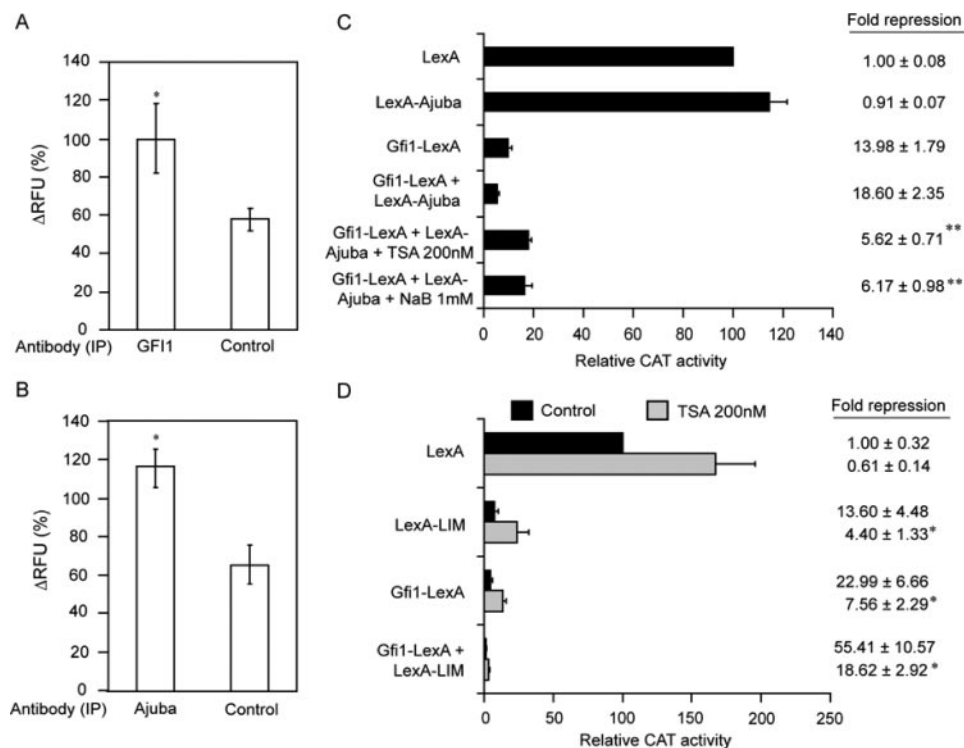 A
140
120
100
80
60
40
20
0
ΔRFU (%)
*
Antibody (IP) GFI1 Control
B
140
120
100
80
60
40
20
0
ΔRFU (%)
*
Antibody (IP) Ajuba Control
C
Fold repression
LexA
1.00 ± 0.08
LexA-Ajuba
0.91 ± 0.07
Gfi1-LexA
13.98 ± 1.79
Gfi1-LexA +
LexA-Ajuba
18.60 ± 2.35
Gfi1-LexA + LexA-
Ajuba + TSA 200nM
5.62 ± 0.71**
Gfi1-LexA + LexA-
Ajuba + NaB 1mM
6.17 ± 0.98**
0 20 40 60 80 100 120 140
Relative CAT activity
D
Control TSA 200nM
Fold repression
LexA
1.00 ± 0.32
0.61 ± 0.14
LexA-LIM
13.60 ± 4.48
4.40 ± 1.33*
Gfi1-LexA
22.99 ± 6.66
7.56 ± 2.29*
Gfi1-LexA +
LexA-LIM
55.41 ± 10.57
18.62 ± 2.92*
0 50 100 150 200 250
Relative CAT activity